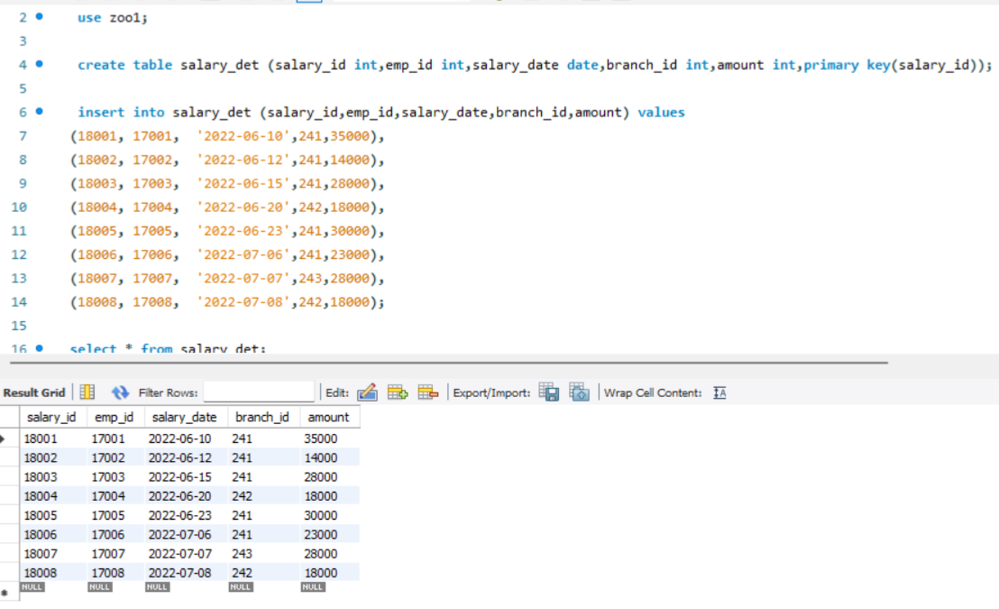 2 use zoo1;
3
4 create table salary_det (salary_id int,emp_id int,salary_date date,branch_id int,amount int,primary key(salary_id));
5
6 insert into salary_det (salary_id,emp_id,salary_date,branch_id,amount) values
7 (18001, 17001,  '2022-06-10',241,35000),
8 (18002, 17002,  '2022-06-12',241,14000),
9 (18003, 17003,  '2022-06-15',241,28000),
10 (18004, 17004,  '2022-06-20',242,18000),
11 (18005, 17005,  '2022-06-23',241,30000),
12 (18006, 17006,  '2022-07-06',241,23000),
13 (18007, 17007,  '2022-07-07',243,28000),
14 (18008, 17008,  '2022-07-08',242,18000);
15
16 select * from salary_det;
Result Grid Filter Rows: Edit: Export/Import: Wrap Cell Content: IA
salary_id emp_id salary_date branch_id amount
18001 17001 2022-06-10 241 35000
18002 17002 2022-06-12 241 14000
18003 17003 2022-06-15 241 28000
18004 17004 2022-06-20 242 18000
18005 17005 2022-06-23 241 30000
18006 17006 2022-07-06 241 23000
18007 17007 2022-07-07 243 28000
18008 17008 2022-07-08 242 18000
NULL NULL NULL NULL NULL